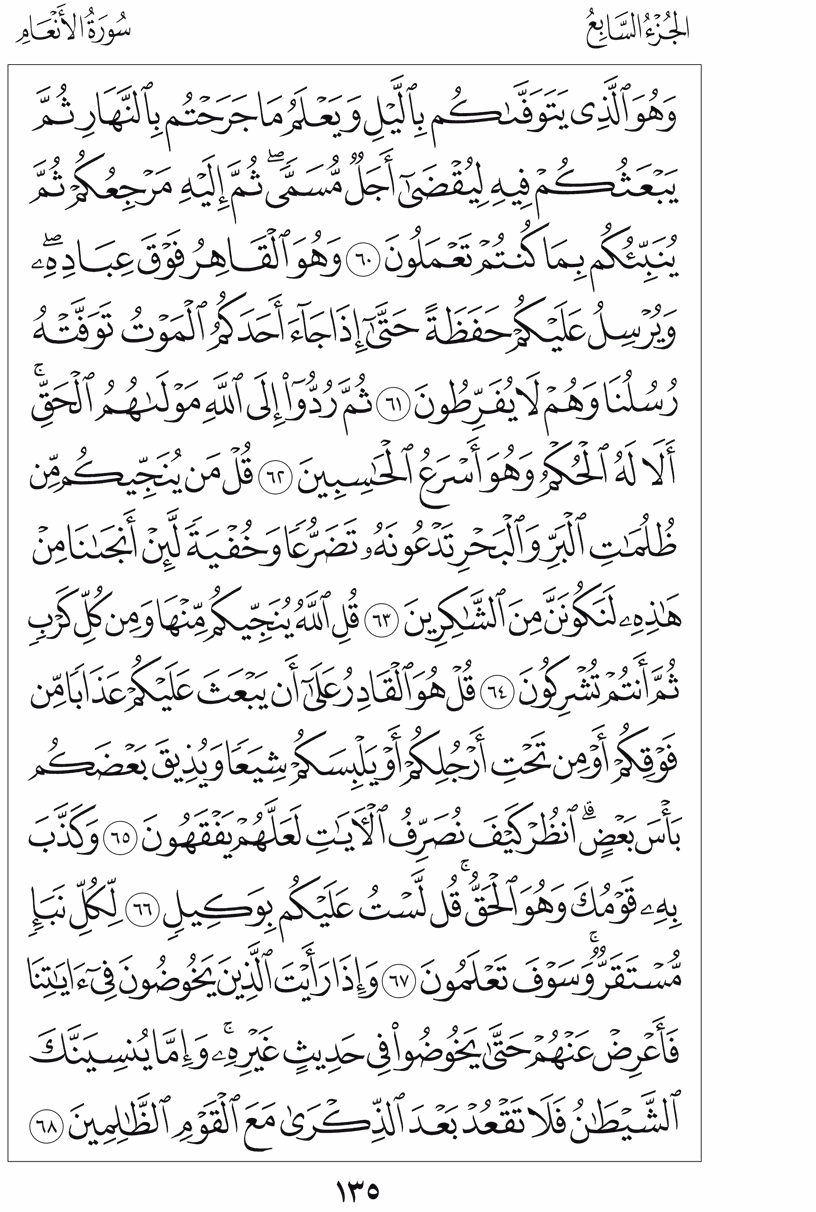 الجُزْءُ السَّابِعُ
سُورَةُ الأَنْعَامِ
وَهُوَ ٱلَّذِى يَتَوَفَّىٰكُم بِٱلَّيْلِ وَيَعْلَمُ مَا جَرَحْتُم بِٱلنَّهَارِ ثُمَّ
يَبْعَثُكُمْ فِيهِ لِيُقْضَىٰٓ أَجَلٌ مُّسَمًّى ۖ ثُمَّ إِلَيْهِ مَرْجِعُكُمْ ثُمَّ
يُنَبِّئُكُم بِمَا كُنتُمْ تَعْمَلُونَ ٦٠ وَهُوَ ٱلْقَاهِرُ فَوْقَ عِبَادِهِۦ ۖ
وَيُرْسِلُ عَلَيْكُمْ حَفَظَةً حَتَّىٰٓ إِذَا جَآءَ أَحَدَكُمُ ٱلْمَوْتُ تَوَفَّتْهُ
رُسُلُنَا وَهُمْ لَا يُفَرِّطُونَ ٦١ ثُمَّ رُدُّوٓا۟ إِلَى ٱللَّهِ مَوْلَىٰهُمُ ٱلْحَقِّ ۚ
أَلَا لَهُ ٱلْحُكْمُ وَهُوَ أَسْرَعُ ٱلْحَـٰسِبِينَ ٦٢ قُلْ مَن يُنَجِّيكُم مِّن
ظُلُمَـٰتِ ٱلْبَرِّ وَٱلْبَحْرِ تَدْعُونَهُۥ تَضَرُّعًا وَخُفْيَةً لَّئِنْ أَنجَىٰنَا مِنْ
هَـٰذِهِۦ لَنَكُونَنَّ مِنَ ٱلشَّـٰكِرِينَ ٦٣ قُلِ ٱللَّهُ يُنَجِّيكُم مِّنْهَا وَمِن كُلِّ كَرْبٍ
ثُمَّ أَنتُمْ تُشْرِكُونَ ٦٤ قُلْ هُوَ ٱلْقَادِرُ عَلَىٰٓ أَن يَبْعَثَ عَلَيْكُمْ عَذَابًا مِّن
فَوْقِكُمْ أَوْ مِن تَحْتِ أَرْجُلِكُمْ أَوْ يَلْبِسَكُمْ شِيَعًا وَيُذِيقَ بَعْضَكُم
بَأْسَ بَعْضٍ ۗ ٱنظُرْ كَيْفَ نُصَرِّفُ ٱلْـَٔايَـٰتِ لَعَلَّهُمْ يَفْقَهُونَ ٦٥ وَكَذَّبَ
بِهِۦ قَوْمُكَ وَهُوَ ٱلْحَقُّ ۚ قُل لَّسْتُ عَلَيْكُم بِوَكِيلٍ ٦٦ لِّكُلِّ نَبَإٍ
مُّسْتَقَرٌّ ۚ وَسَوْفَ تَعْلَمُونَ ٦٧ وَإِذَا رَأَيْتَ ٱلَّذِينَ يَخُوضُونَ فِىٓ ءَايَـٰتِنَا
فَأَعْرِضْ عَنْهُمْ حَتَّىٰ يَخُوضُوا۟ فِى حَدِيثٍ غَيْرِهِۦ ۚ وَإِمَّا يُنسِيَنَّكَ
ٱلشَّيْطَـٰنُ فَلَا تَقْعُدْ بَعْدَ ٱلذِّكْرَىٰ مَعَ ٱلْقَوْمِ ٱلظَّـٰلِمِينَ ٦٨
١٣٥